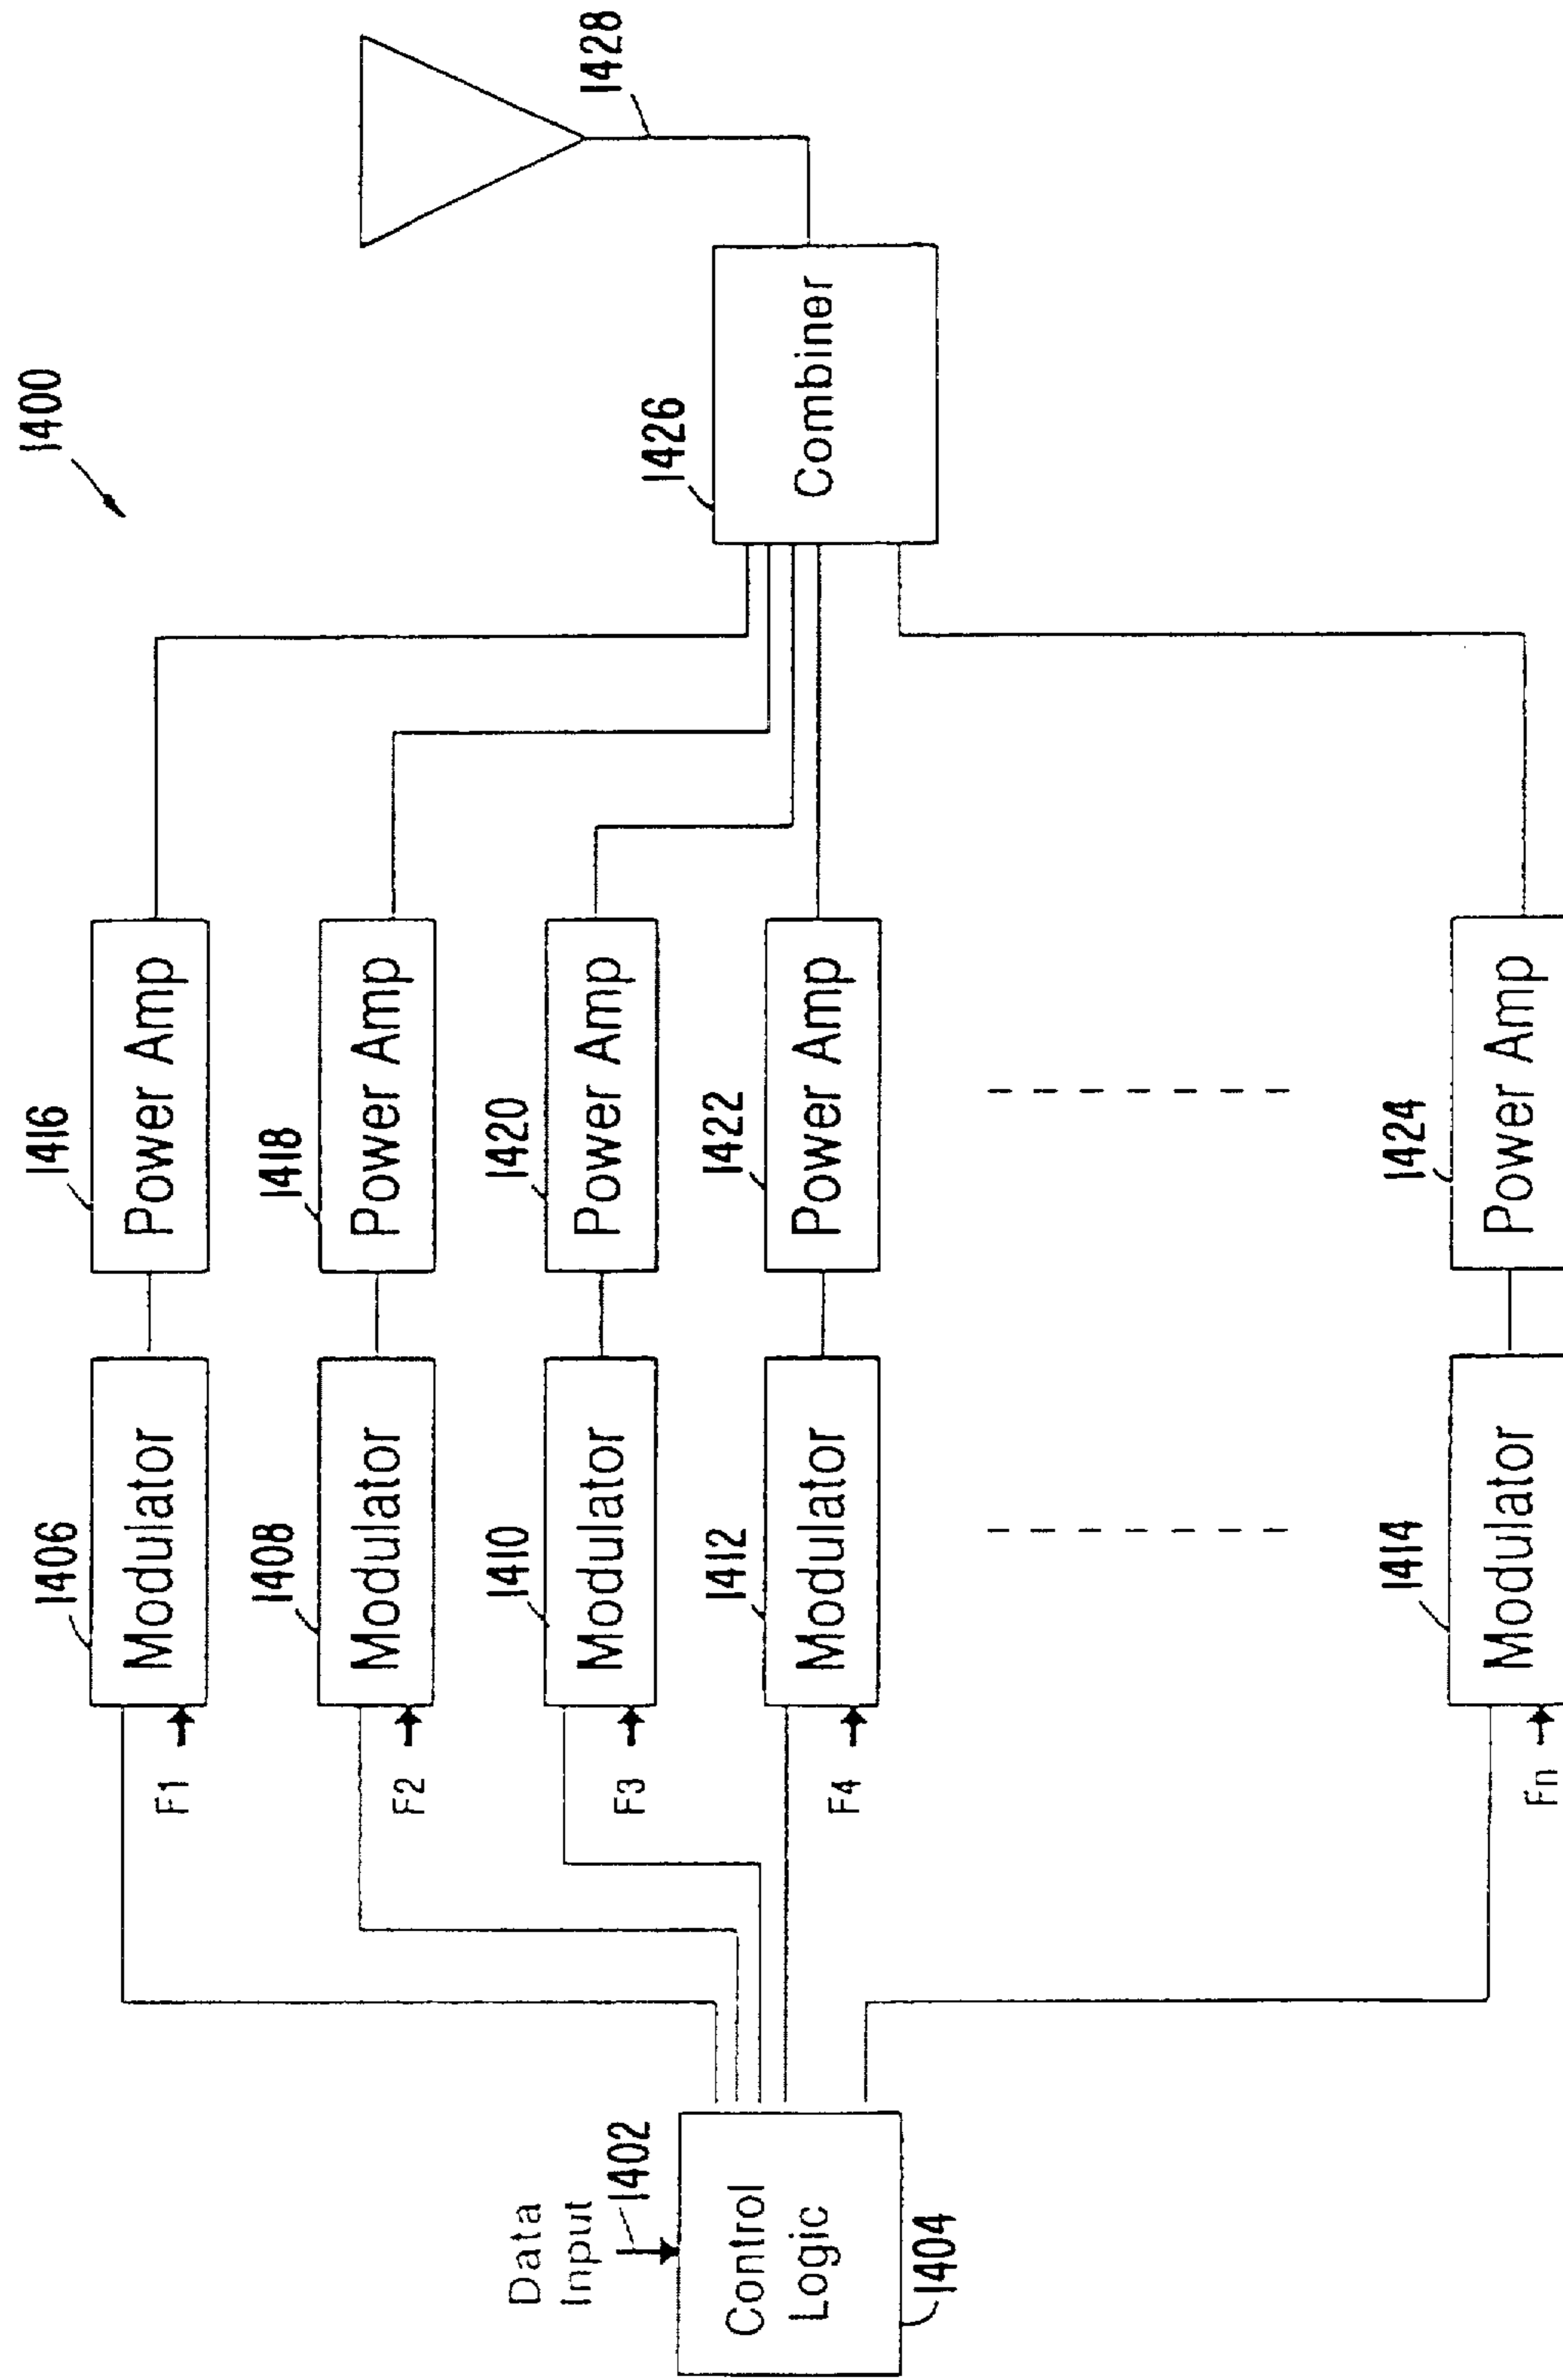 1400
Data
Input
1402
Control
Logic
1404
1406
Modulator
F1
1416
Power Amp
1408
Modulator
F2
1418
Power Amp
1410
Modulator
F3
1420
Power Amp
1412
Modulator
F4
1422
Power Amp
1414
Modulator
Fn
1424
Power Amp
1426
Combiner
1428